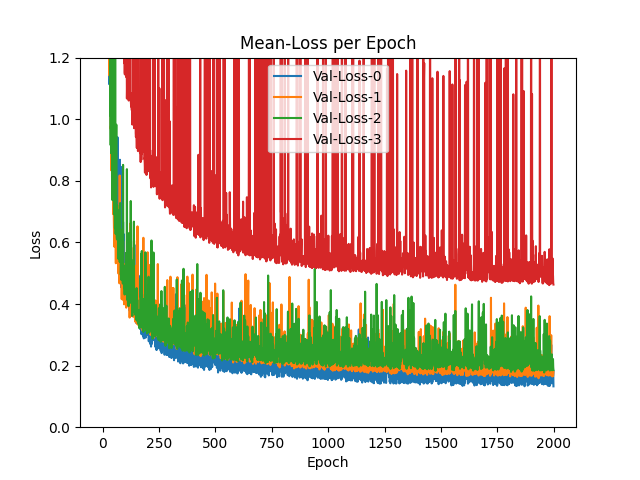 Mean-Loss per Epoch
1.2
1.0
0.8
0.6
0.4
0.2
0.0
Loss
Val-Loss-0
Val-Loss-1
Val-Loss-2
Val-Loss-3
0 250 500 750 1000 1250 1500 1750 2000
Epoch